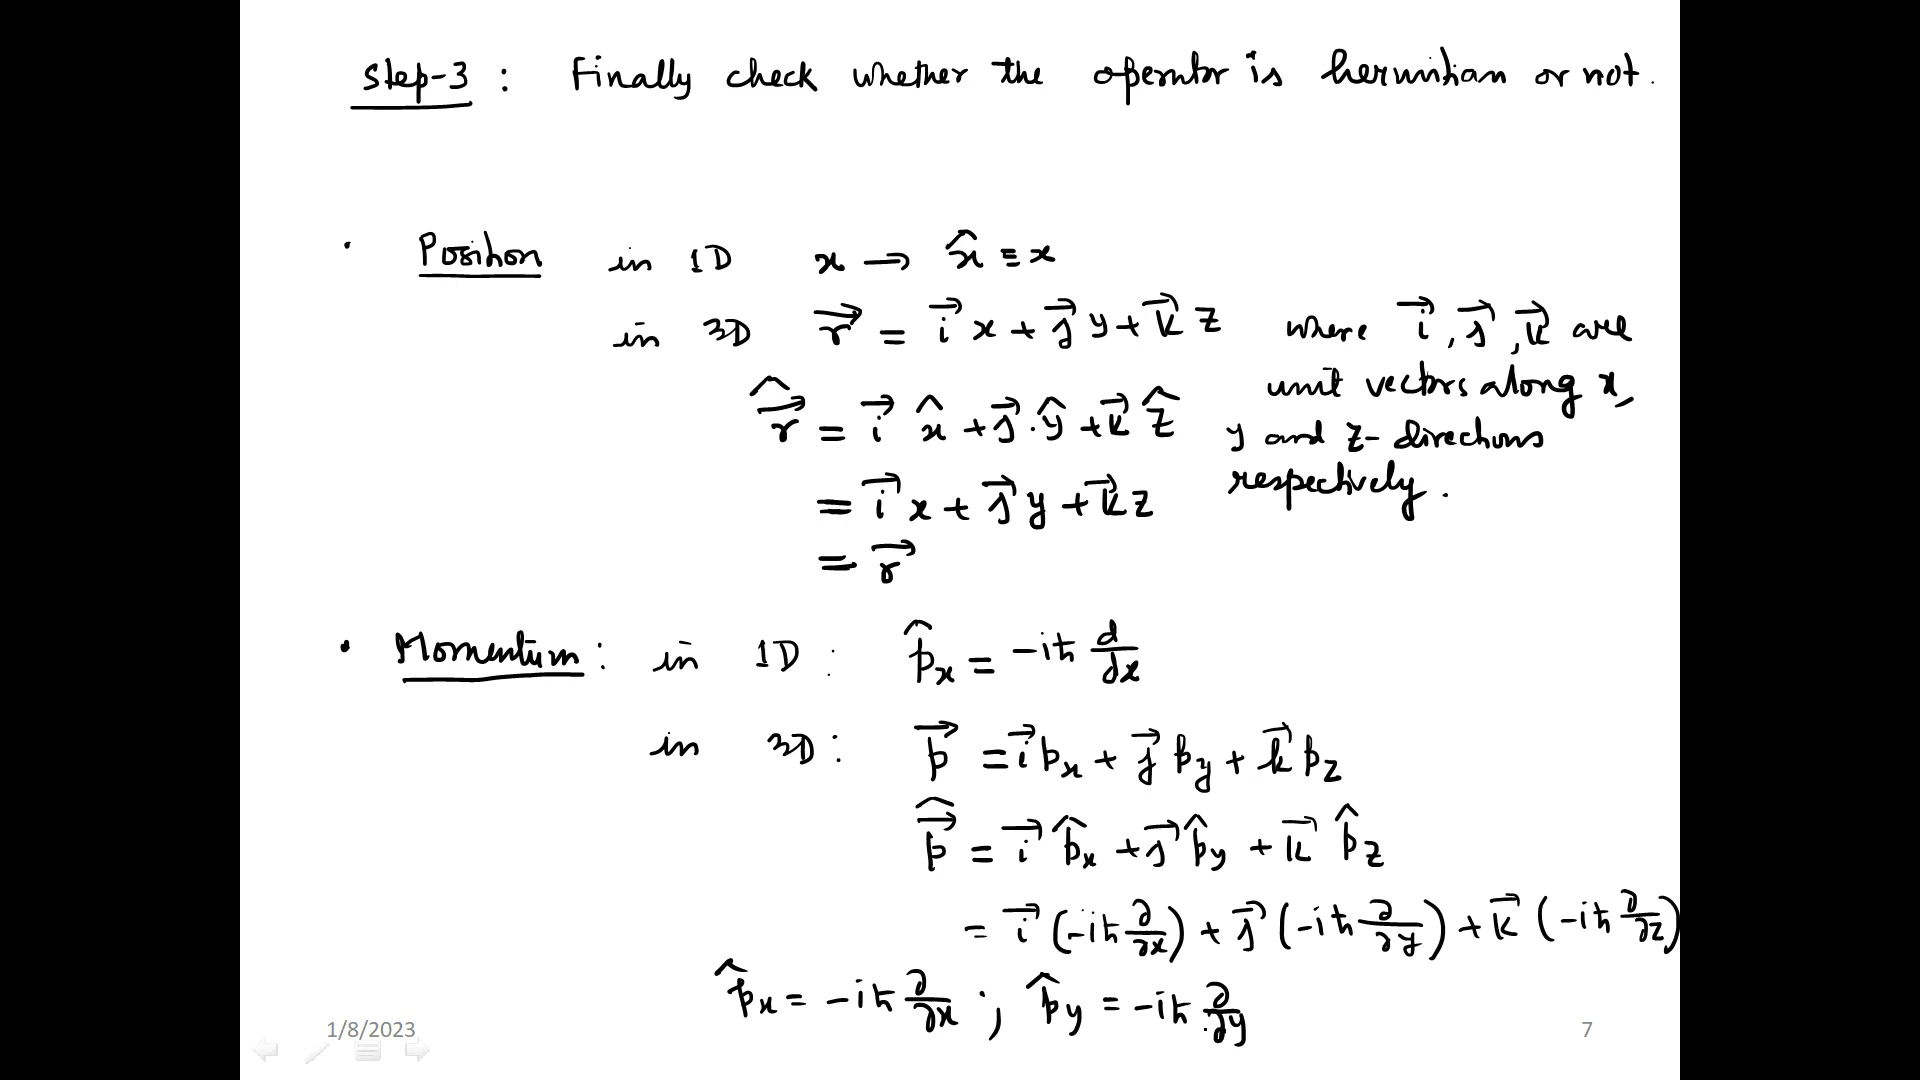 Step-3 : Finally check whether the operator is hermitian or not.
· Position in 1D x → x̂ ≡ x
in 3D r⃗ = i⃗ x + j⃗ y + k⃗ z where i⃗, j⃗, k⃗ are
unit vectors along x,
r⃗̂ = i⃗ x̂ + j⃗ . ŷ + k⃗ ẑ y and z-directions
respectively.
= i⃗ x + j⃗ y + k⃗ z
= r⃗
· Momentum : in 1D : p̂x = -iħ d/dx
in 3D : p⃗ = i⃗ px + j⃗ py + k⃗ pz
p⃗̂ = i⃗ p̂x + j⃗ p̂y + k⃗ p̂z
= i⃗ (-iħ ∂/∂x) + j⃗ (-iħ ∂/∂y) + k⃗ (-iħ ∂/∂z)
p̂x = -iħ ∂/∂x ; p̂y = -iħ ∂/∂y
1/8/2023 7